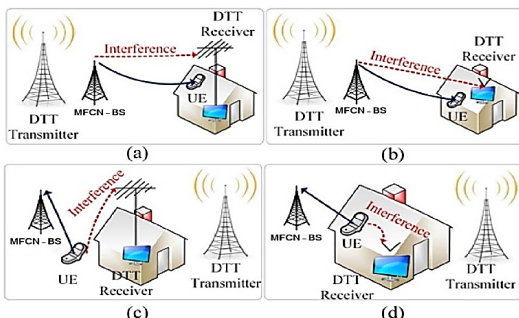 DTT
Receiver
Interference
UE
DTT
Transmitter
MFCN - BS
(a)
DTT
Receiver
Interference
UE
DTT
Transmitter
MFCN - BS
(b)
Interference
MFCN - BS
UE
DTT
Receiver
DTT
Transmitter
(c)
Interference
MFCN - BS
UE
DTT
Receiver
DTT
Transmitter
(d)